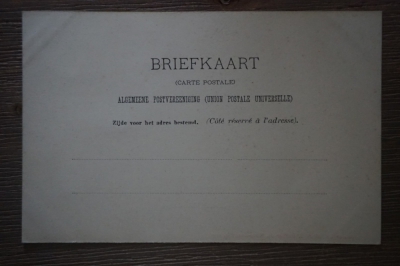 BRIEFKAART
(CARTE POSTALE)
ALGEMEENE POSTVEREENIGING (UNION POSTALE UNIVERSELLE)
Zijde voor het adres bestemd. (Côté réservé à l'adresse).